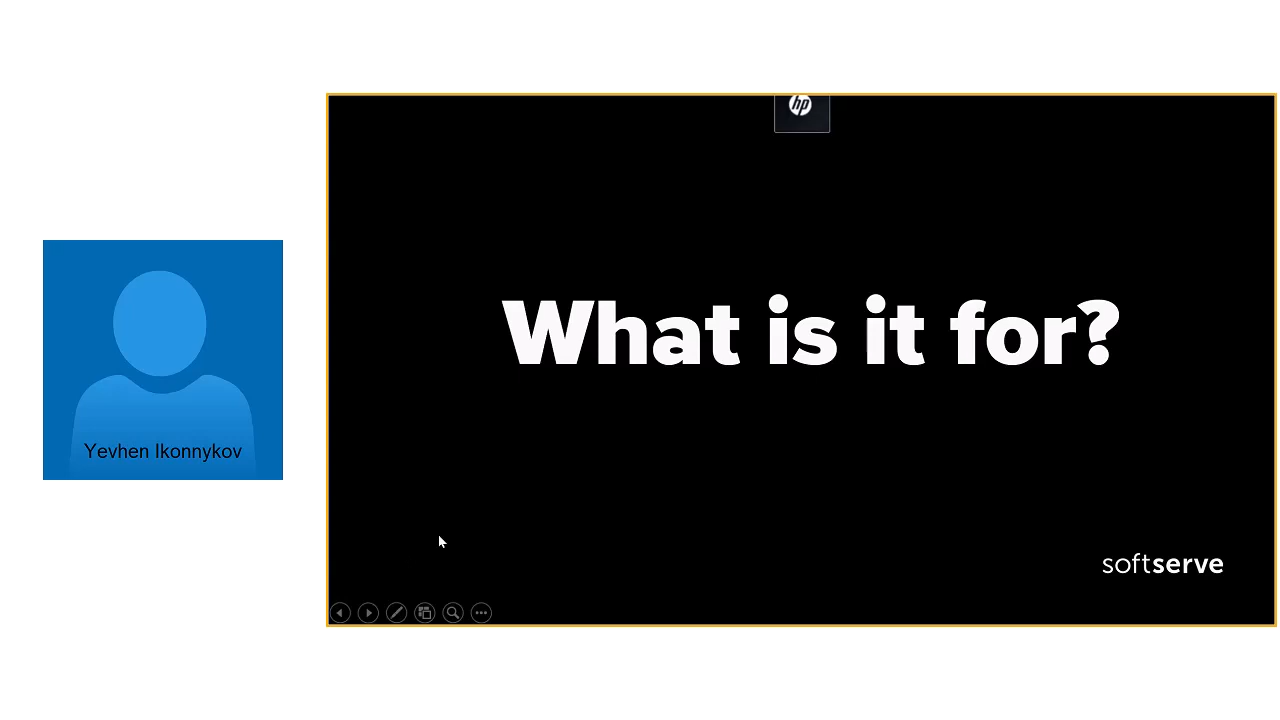 hp
What is it for?
Yevhen Ikonnykov
softserve